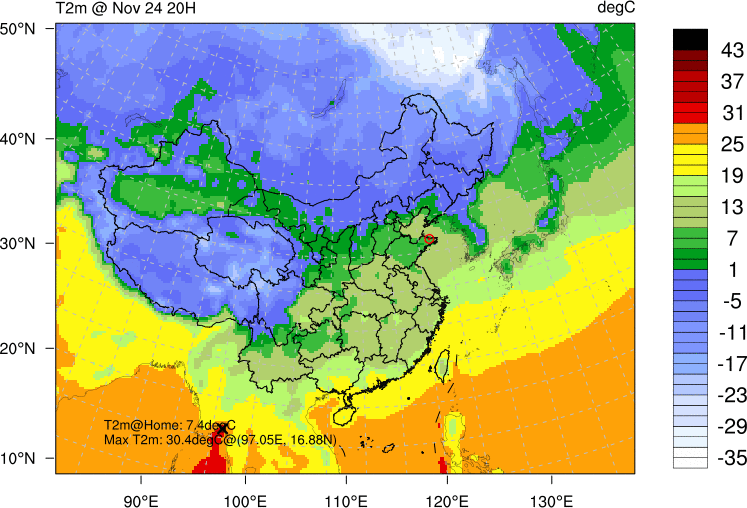 T2m @ Nov 24 20H
degC
50°N
40°N
30°N
20°N
10°N
90°E
100°E
110°E
120°E
130°E
T2m@Home: 7.4degC
Max T2m: 30.4degC@(97.05E, 16.88N)
43
37
31
25
19
13
7
1
-5
-11
-17
-23
-29
-35